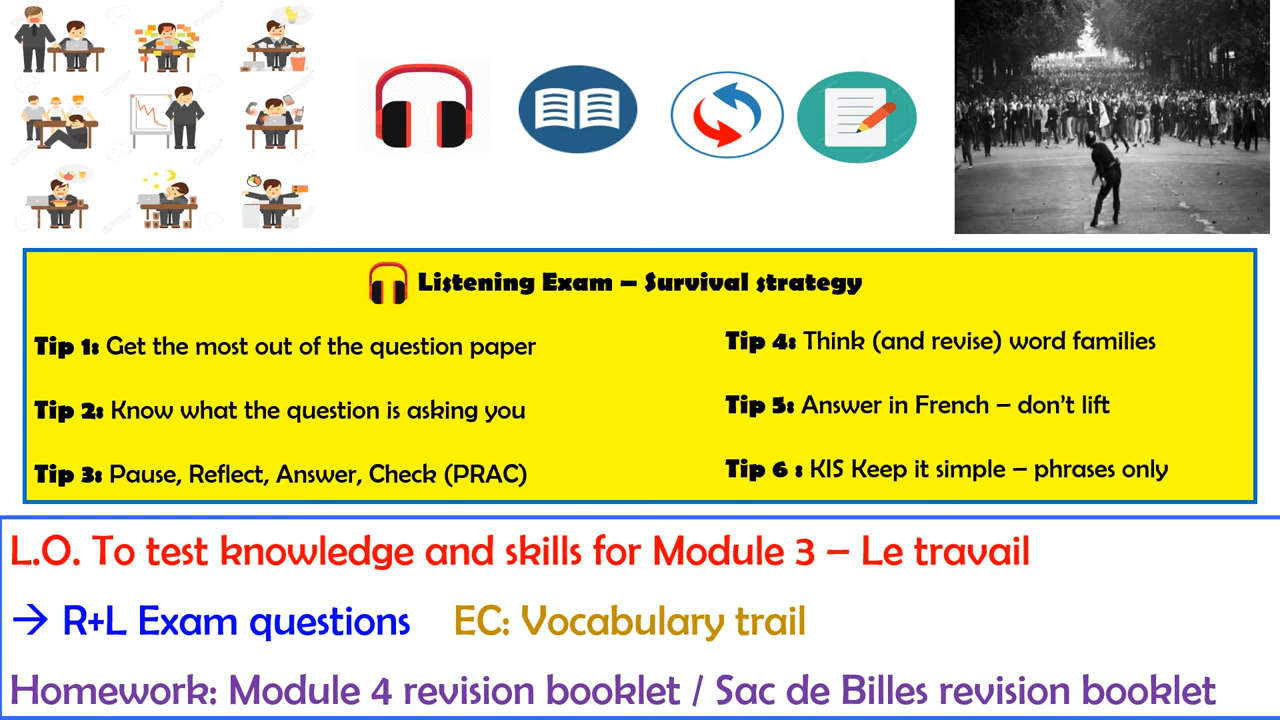 Listening Exam – Survival strategy
Tip 1: Get the most out of the question paper
Tip 2: Know what the question is asking you
Tip 3: Pause, Reflect, Answer, Check (PRAC)
Tip 4: Think (and revise) word families
Tip 5: Answer in French – don't lift
Tip 6 : KIS Keep it simple – phrases only
L.O. To test knowledge and skills for Module 3 – Le travail
→ R+L Exam questions EC: Vocabulary trail
Homework: Module 4 revision booklet / Sac de Billes revision booklet